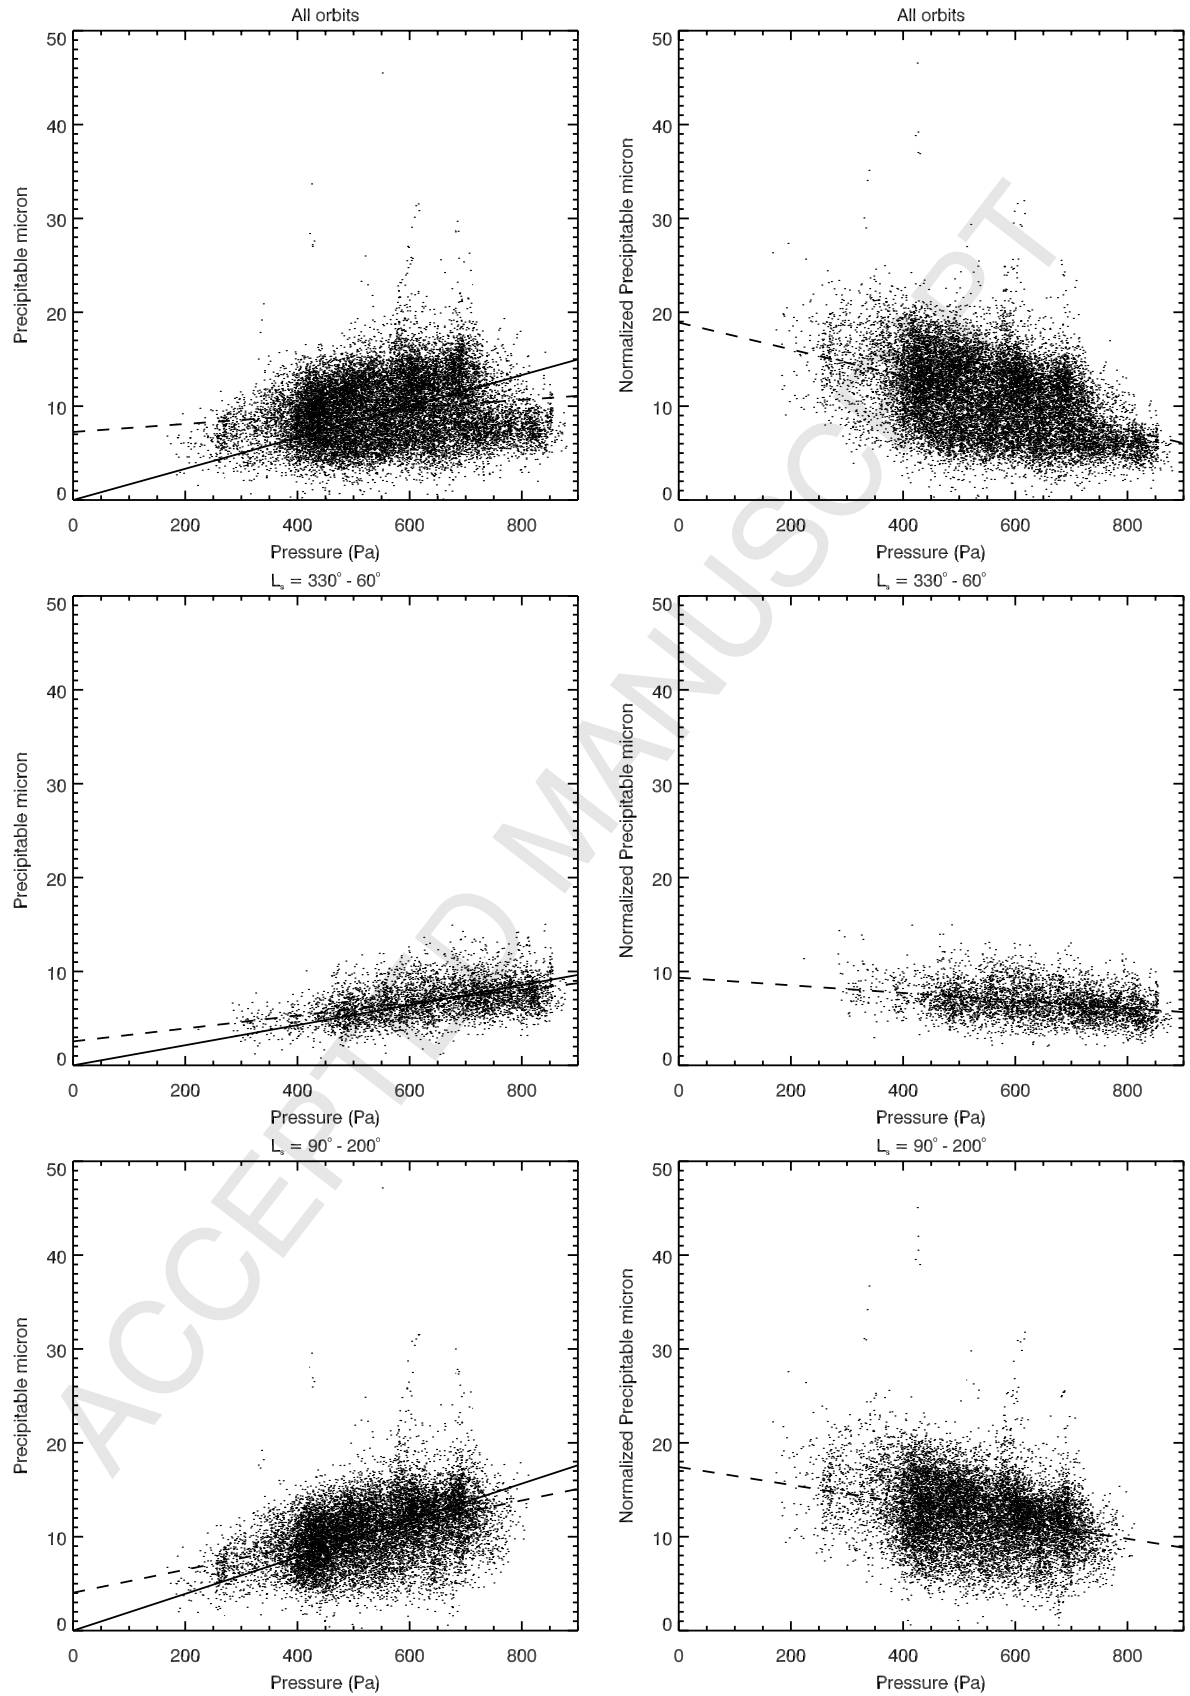 All orbits
All orbits
50
40
30
20
10
0
Precipitable micron
0 200 400 600 800
Pressure (Pa)
50
40
30
20
10
0
Normalized Precipitable micron
0 200 400 600 800
Pressure (Pa)
Ls = 330° - 60°
Ls = 330° - 60°
50
40
30
20
10
0
Precipitable micron
0 200 400 600 800
Pressure (Pa)
50
40
30
20
10
0
Normalized Precipitable micron
0 200 400 600 800
Pressure (Pa)
Ls = 90° - 200°
Ls = 90° - 200°
50
40
30
20
10
0
Precipitable micron
0 200 400 600 800
Pressure (Pa)
50
40
30
20
10
0
Normalized Precipitable micron
0 200 400 600 800
Pressure (Pa)
ACCEPTED MANUSCRIPT